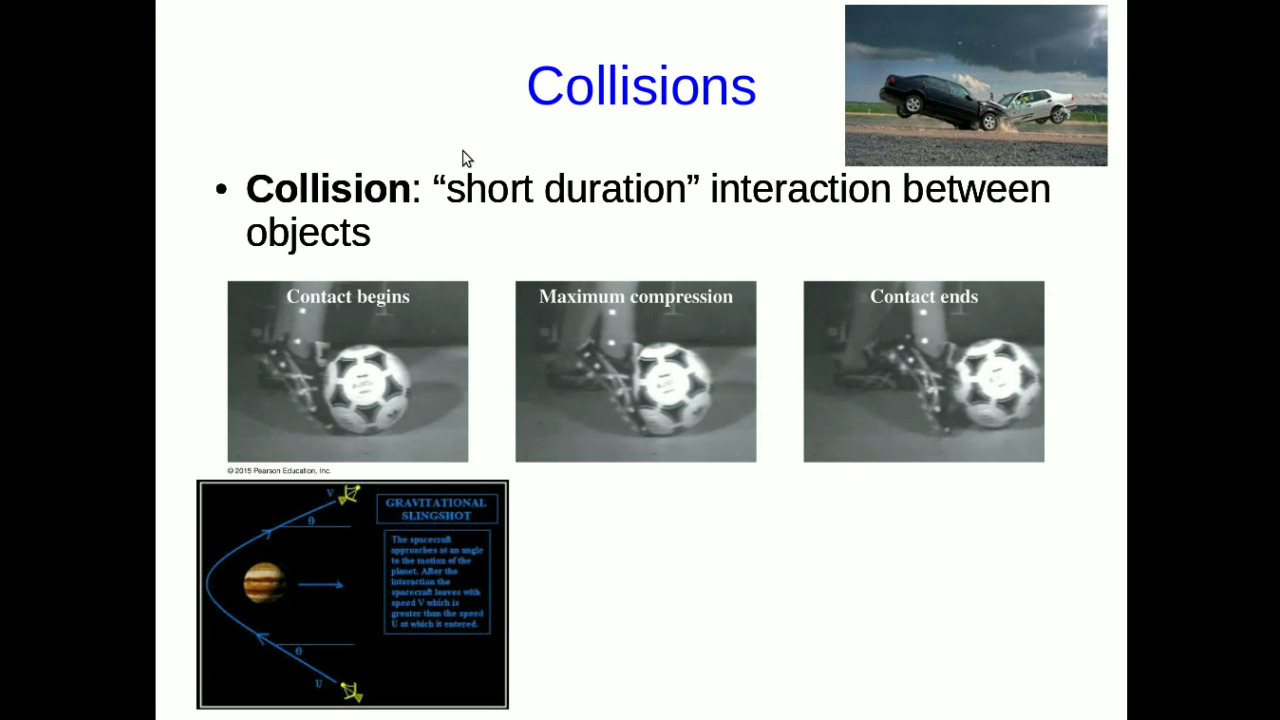 Collisions
• Collision: “short duration” interaction between
objects
Contact begins
Maximum compression
Contact ends
© 2015 Pearson Education, Inc.
V
θ
GRAVITATIONAL
SLINGSHOT
The spacecraft
approaches at an angle
to the motion of the
planet. After the
interaction the
spacecraft leaves with
speed V which is
greater than the speed
U at which it entered.
θ
U